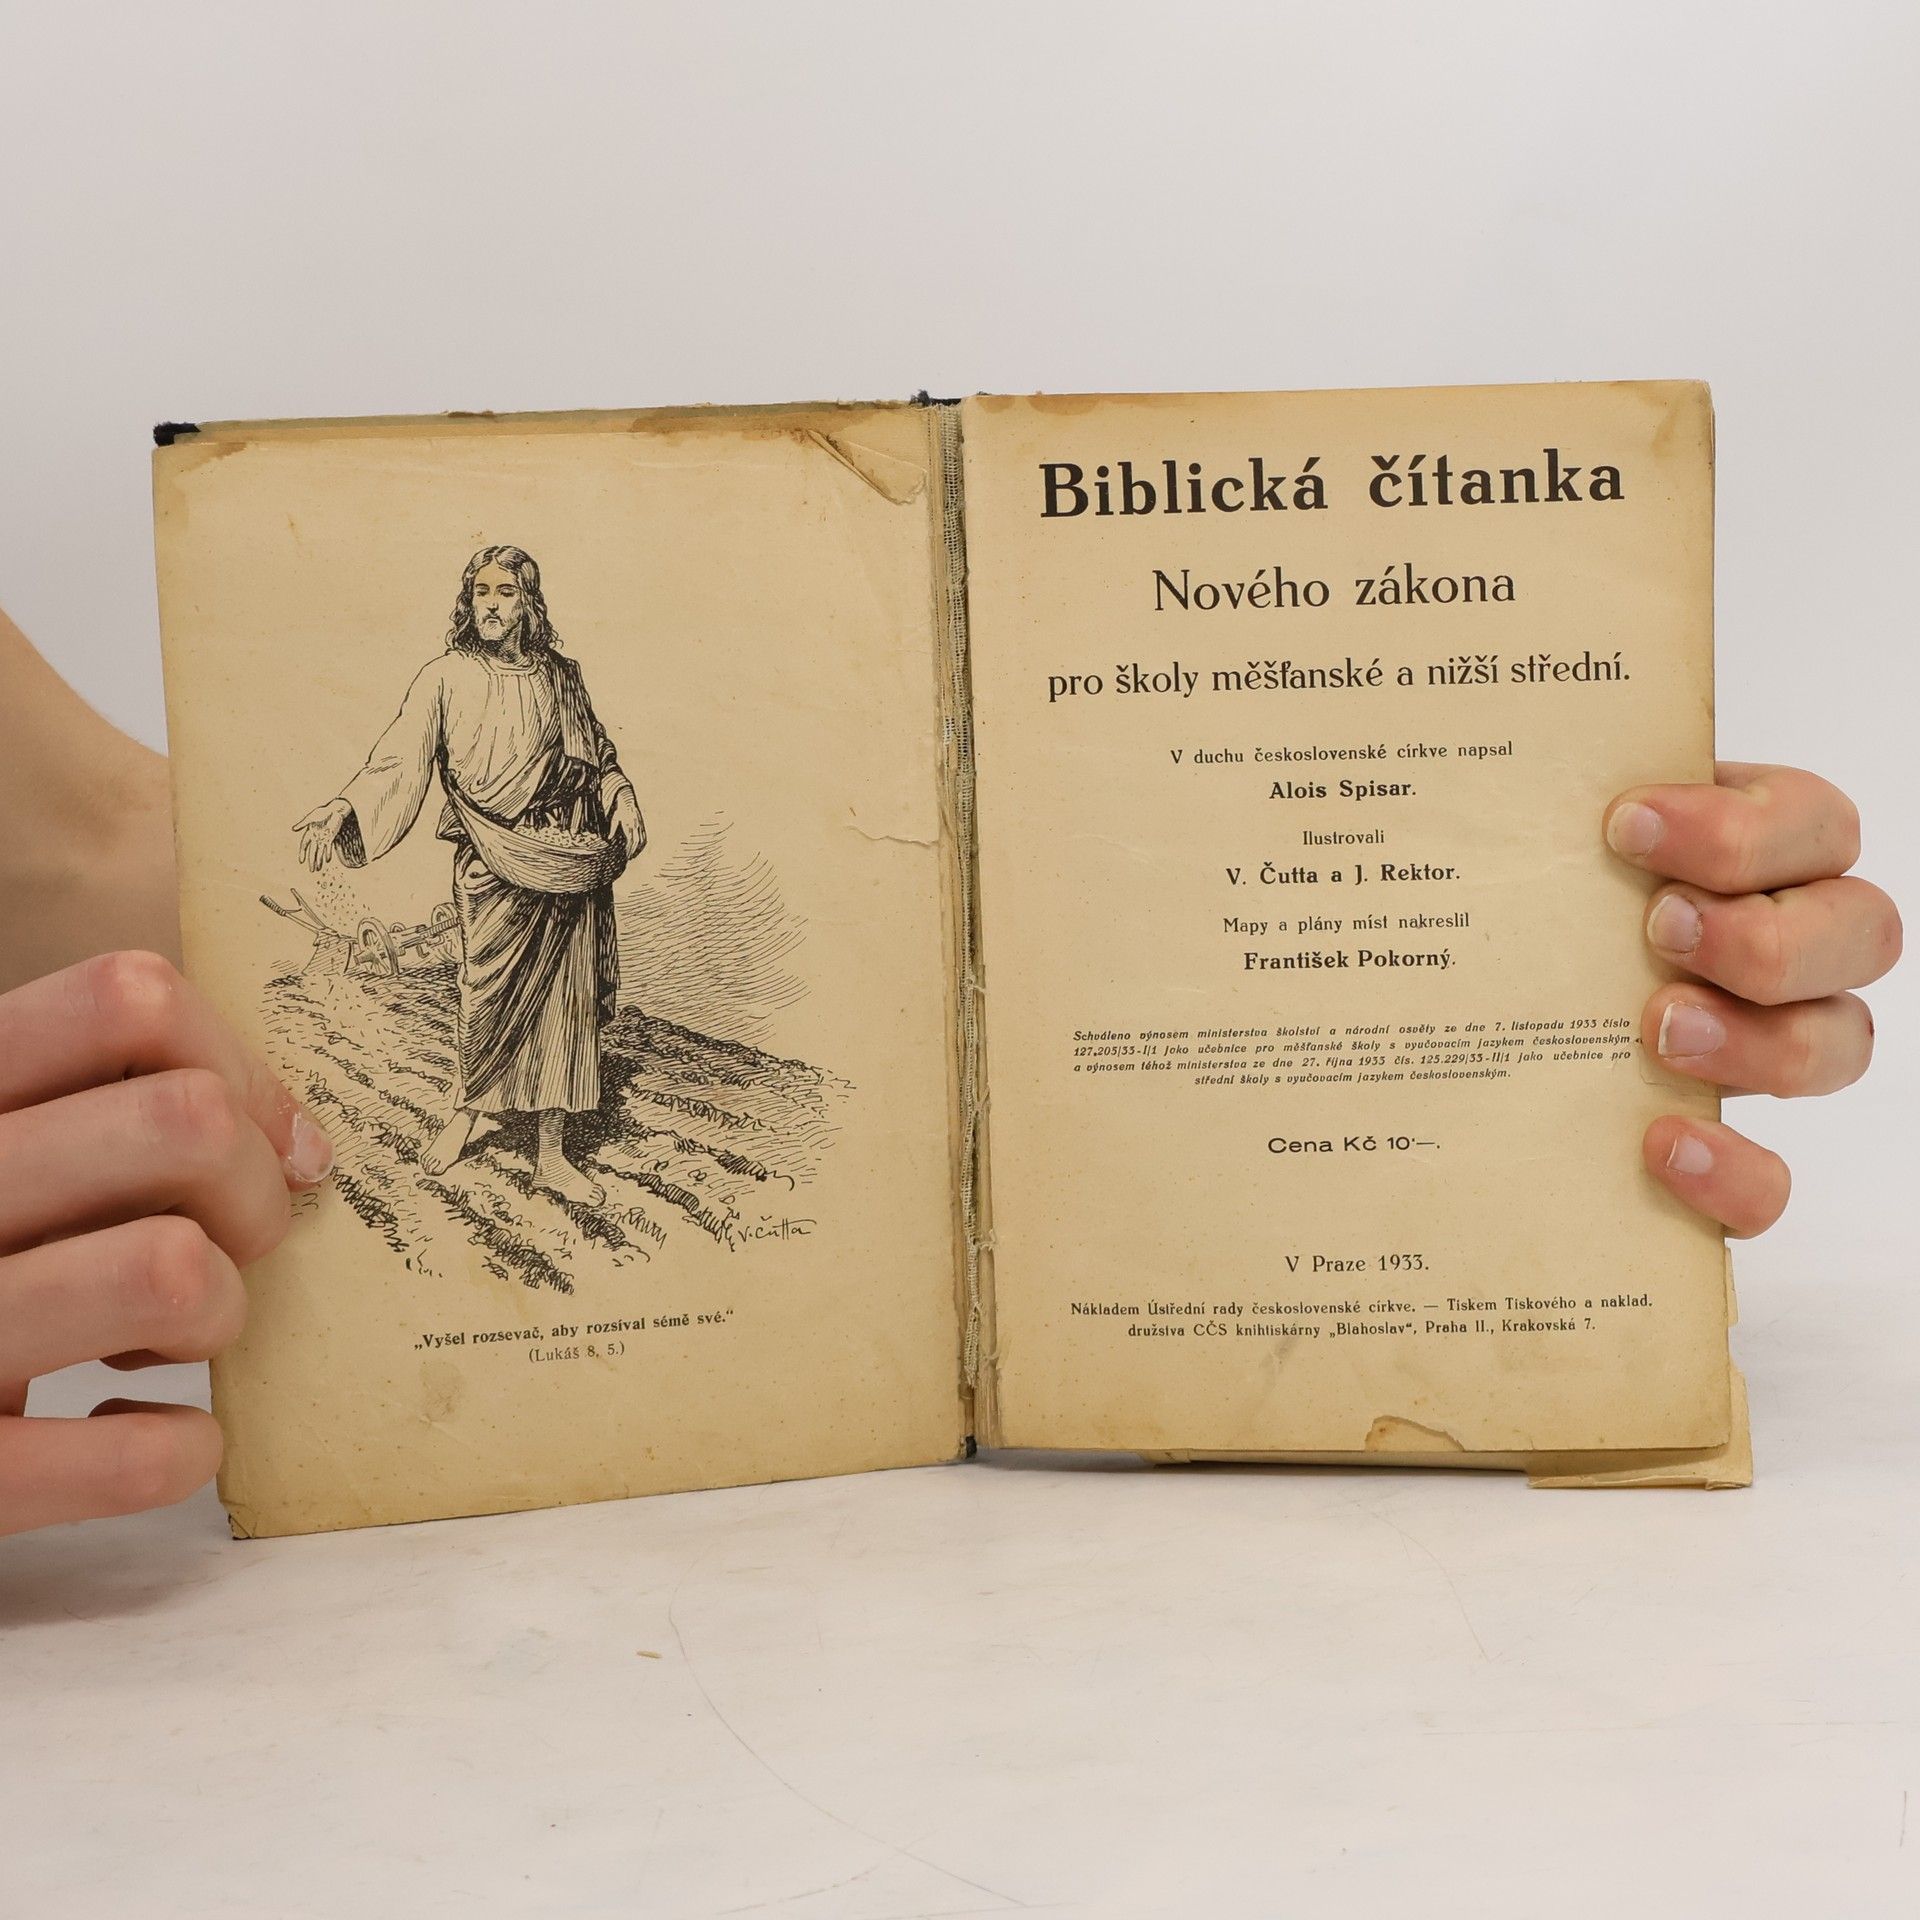 V. Čutta
„Vyšel rozsevač, aby rozsíval sémě své.“
(Lukáš 8, 5.)
Biblická čítanka
Nového zákona
pro školy měšťanské a nižší střední.
V duchu československé církve napsal
Alois Spisar.
Ilustrovali
V. Čutta a J. Rektor.
Mapy a plány míst nakreslil
František Pokorný.
Schváleno výnosem ministerstva školství a národní osvěty ze dne 7. listopadu 1933 číslo
127.205/33-I/1 jako učebnice pro měšťanské školy s vyučovacím jazykem československým
a výnosem téhož ministerstva ze dne 27. října 1933 čís. 125.229/33-II/1 jako učebnice pro
střední školy s vyučovacím jazykem československým.
Cena Kč 10·—.
V Praze 1933.
Nákladem Ústřední rady československé církve. — Tiskem Tiskového a naklad.
družstva CČS knihtiskárny „Blahoslav“, Praha II., Krakovská 7.